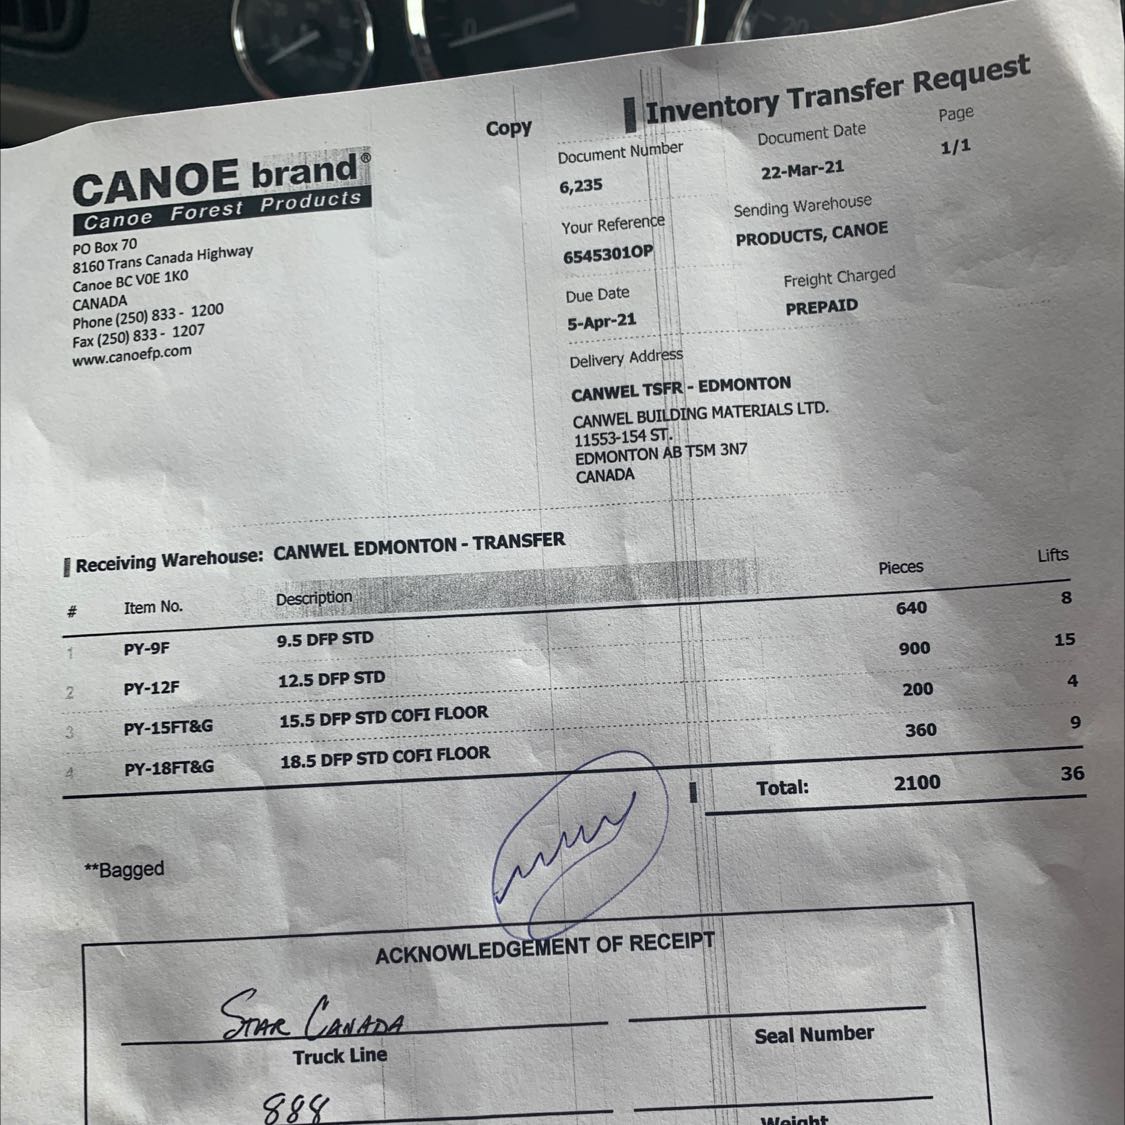 Copy
Inventory Transfer Request
CANOE brand®
Canoe Forest Products
PO Box 70
8160 Trans Canada Highway
Canoe BC V0E 1K0
CANADA
Phone (250) 833 - 1200
Fax (250) 833 - 1207
www.canoefp.com
Document Number
6,235
Document Date
22-Mar-21
Page
1/1
Your Reference
6545301OP
Sending Warehouse
PRODUCTS, CANOE
Due Date
5-Apr-21
Freight Charged
PREPAID
Delivery Address
CANWEL TSFR - EDMONTON
CANWEL BUILDING MATERIALS LTD.
11553-154 ST.
EDMONTON AB T5M 3N7
CANADA
Receiving Warehouse: CANWEL EDMONTON - TRANSFER
# Item No. Description Pieces Lifts
1 PY-9F 9.5 DFP STD 640 8
2 PY-12F 12.5 DFP STD 900 15
3 PY-15FT&G 15.5 DFP STD COFI FLOOR 200 4
4 PY-18FT&G 18.5 DFP STD COFI FLOOR 360 9
Total: 2100 36
**Bagged
ACKNOWLEDGEMENT OF RECEIPT
STAR CANADA
Truck Line
Seal Number
888
Weight